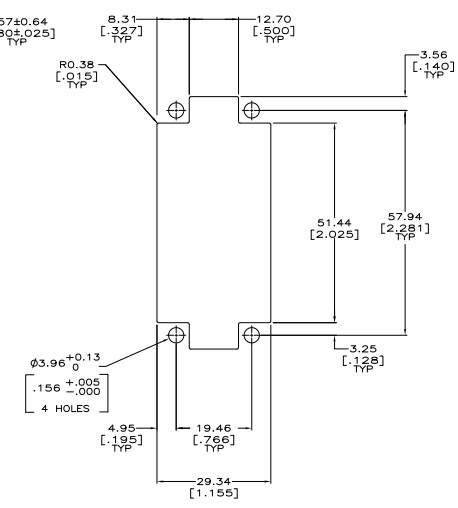 57±0.64
80±.025]
TYP
8.31
[.327]
TYP
12.70
[.500]
TYP
R0.38
[.015]
TYP
3.56
[.140]
TYP
51.44
[2.025]
57.94
[2.281]
TYP
3.25
[.128]
TYP
Ø3.96 +0.13
0
[.156 +.005
-.000
4 HOLES]
4.95
[.195]
TYP
19.46
[.766]
TYP
29.34
[1.155]